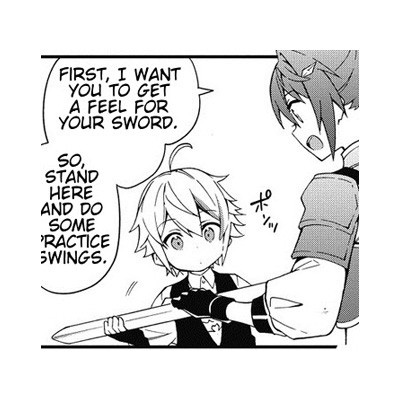 FIRST, I WANT
YOU TO GET
A FEEL FOR
YOUR SWORD.
SO,
STAND
HERE
AND DO
SOME
PRACTICE
SWINGS.
ポンッ